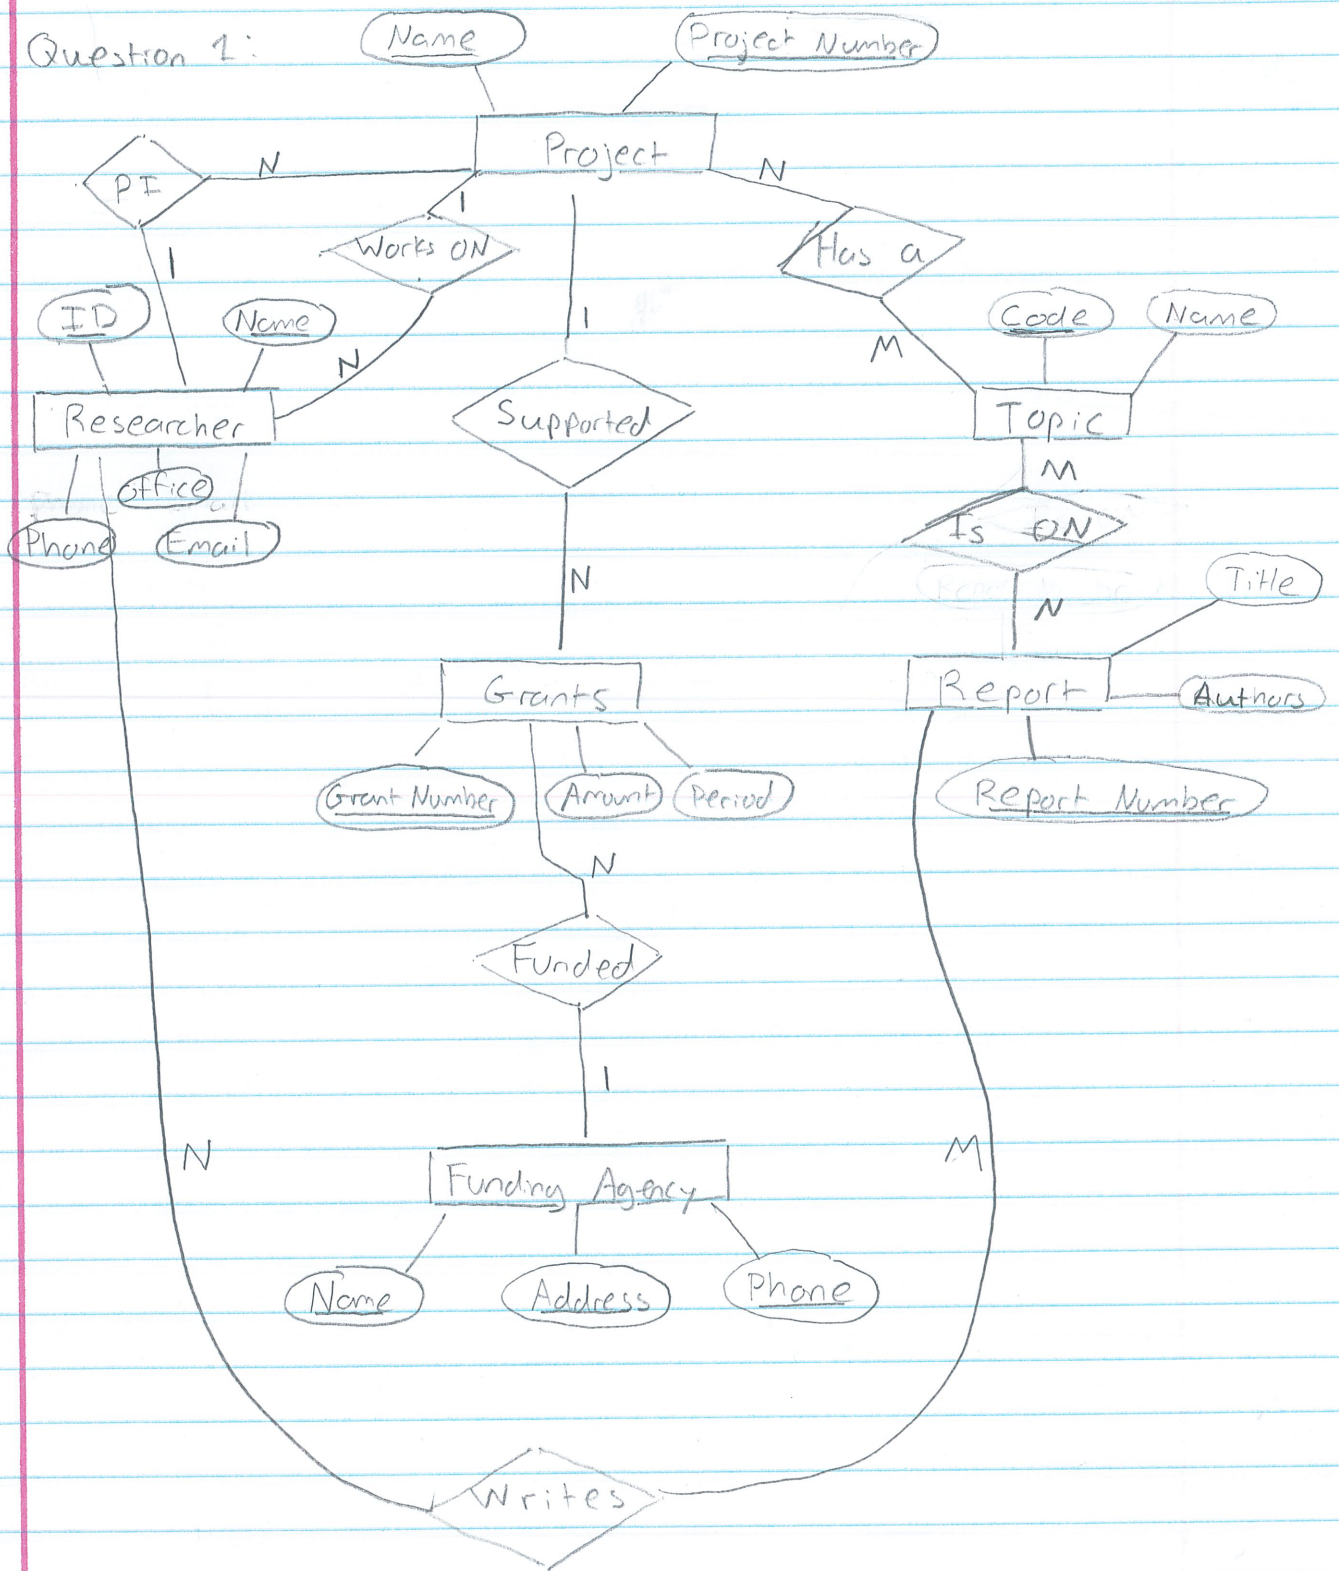 Question 1:
Name
Project Number
Project
PI
N
1
N
Works ON
Has a
1
ID
Name
1
Code
Name
N
M
Researcher
Supported
Topic
Office
M
Phone
Email
Is ON
N
Title
N
Grants
Report
Authors
Grant Number
Amount
Period
Report Number
N
Funded
1
N
M
Funding Agency
Name
Address
Phone
Writes